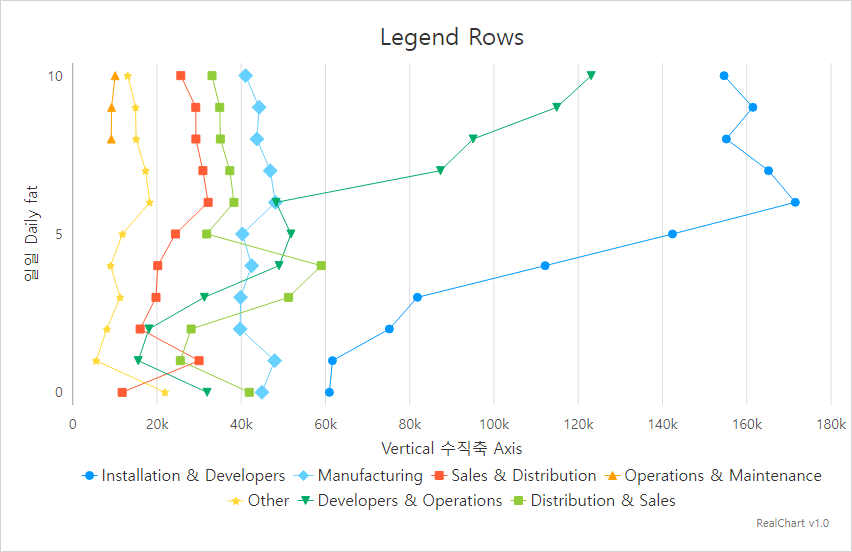 Legend Rows
10
5
0
일일 Daily fat
0 20k 40k 60k 80k 100k 120k 140k 160k 180k
Vertical 수직축 Axis
Installation & Developers Manufacturing Sales & Distribution Operations & Maintenance
Other Developers & Operations Distribution & Sales
RealChart v1.0